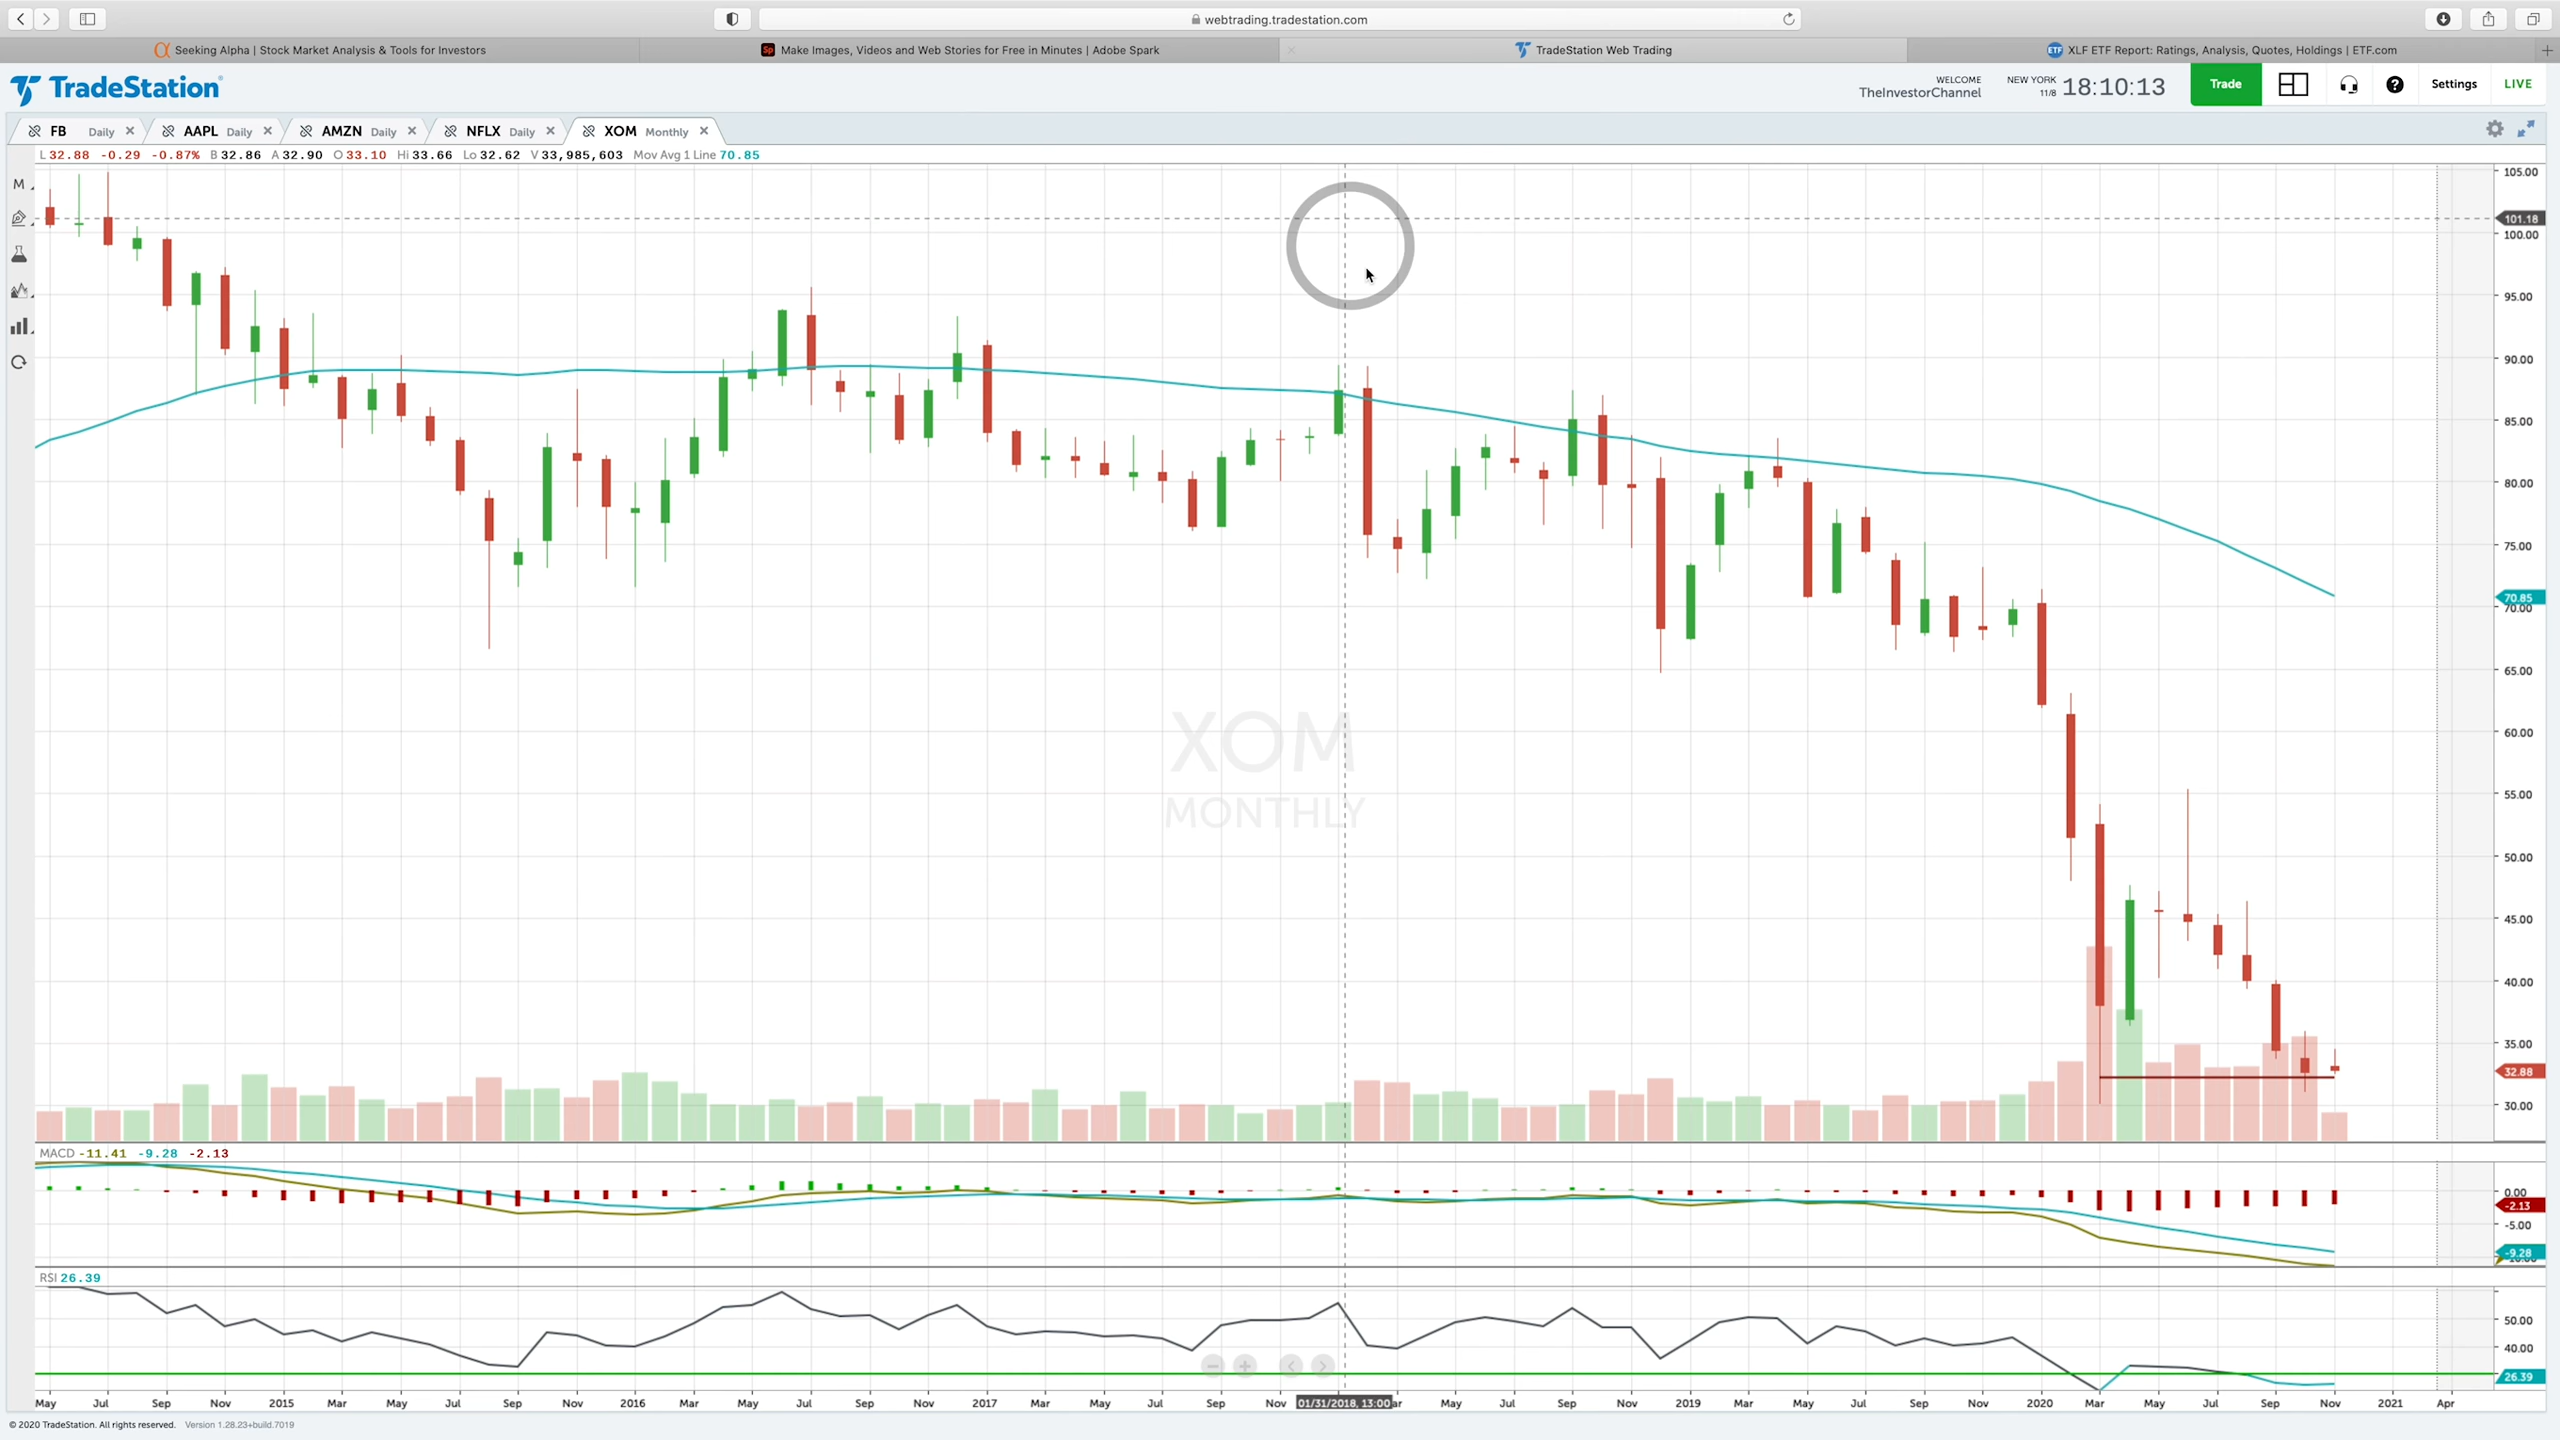 webtrading.tradestation.com
Seeking Alpha | Stock Market Analysis & Tools for Investors
Sp Make Images, Videos and Web Stories for Free in Minutes | Adobe Spark
TradeStation Web Trading
ETF XLF ETF Report: Ratings, Analysis, Quotes, Holdings | ETF.com
TradeStation
WELCOME
TheInvestorChannel
NEW YORK
11/8
18:10:13
Trade
Settings
LIVE
FB Daily
AAPL Daily
AMZN Daily
NFLX Daily
XOM Monthly
L 32.88 -0.29 -0.87% B 32.86 A 32.90 O 33.10 Hi 33.66 Lo 32.62 V 33,985,603 Mov Avg 1 Line 70.85
M
105.00
101.18
100.00
95.00
90.00
85.00
80.00
75.00
70.85
70.00
65.00
60.00
55.00
50.00
45.00
40.00
35.00
32.88
30.00
XOM
MONTHLY
MACD -11.41 -9.28 -2.13
0.00
-2.13
-5.00
-9.28
RSI 26.39
50.00
40.00
26.39
May Jul Sep Nov 2015 Mar May Jul Sep Nov 2016 Mar May Jul Sep Nov 2017 Mar May Jul Sep Nov 01/31/2018, 13:00 ar May Jul Sep Nov 2019 Mar May Jul Sep Nov 2020 Mar May Jul Sep Nov 2021 Apr
© 2020 TradeStation. All rights reserved. Version 1.28.23+build.7019